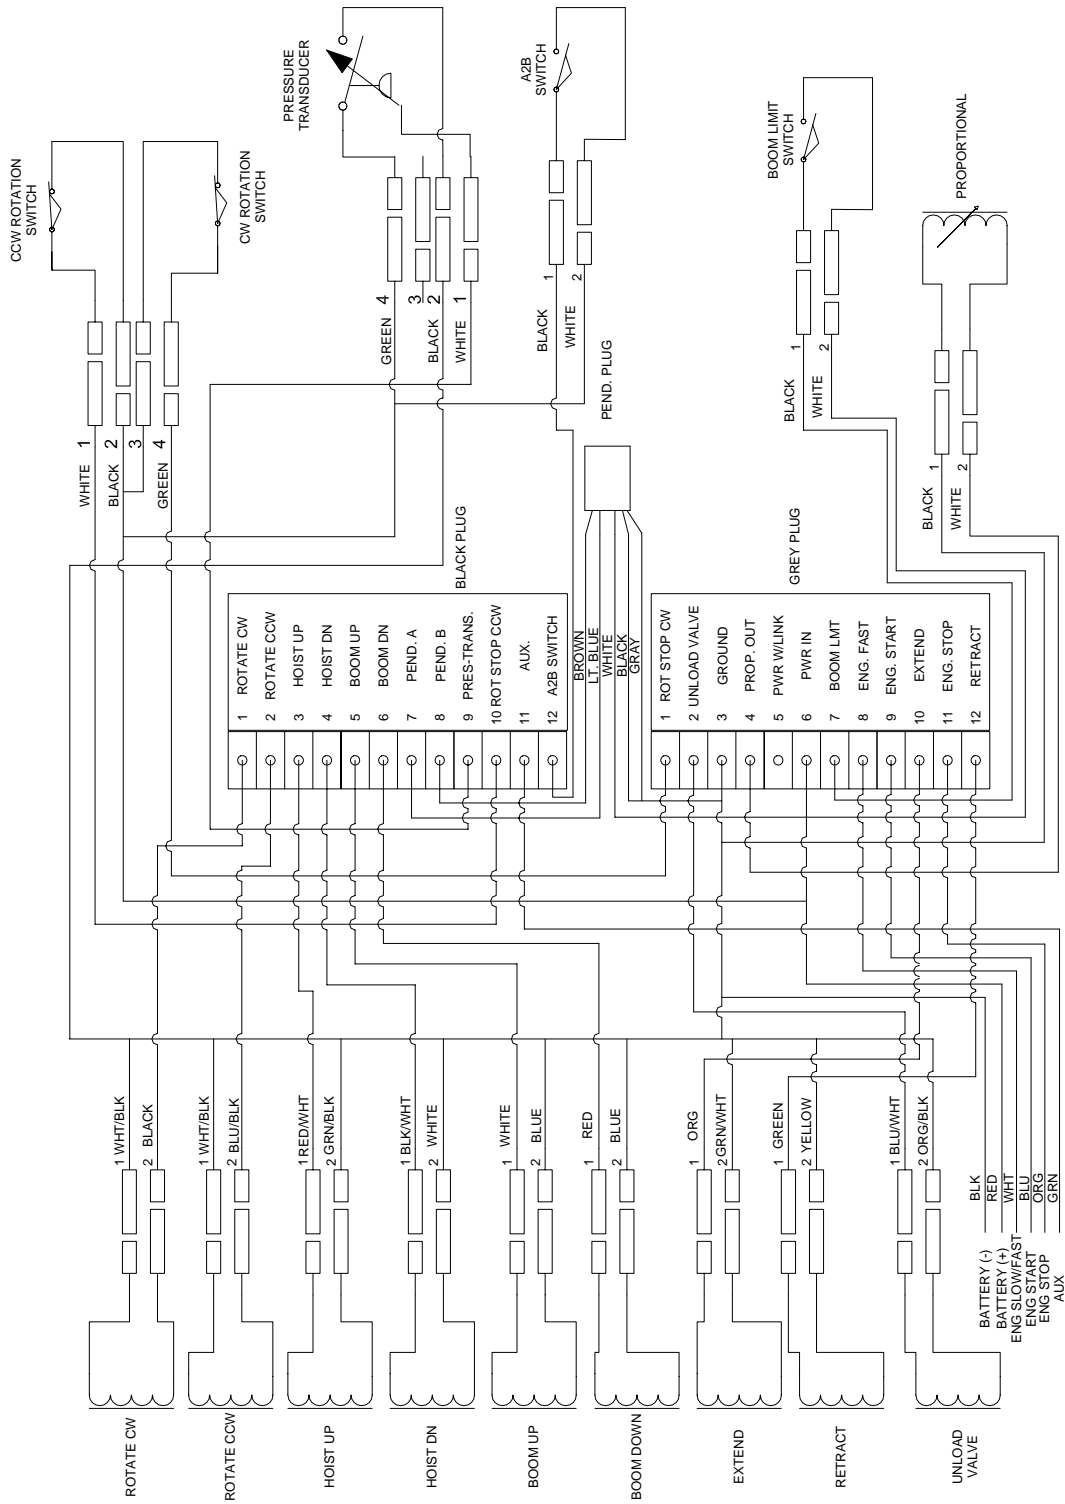 CCW ROTATION
SWITCH
CW ROTATION
SWITCH
PRESSURE
TRANSDUCER
A2B
SWITCH
BOOM LIMIT
SWITCH
PROPORTIONAL
WHITE 1
BLACK 2
3
GREEN 4
GREEN 4
3
BLACK 2
WHITE 1
BLACK 1
WHITE 2
PEND. PLUG
BLACK 1
WHITE 2
BLACK 1
WHITE 2
BLACK PLUG
1 ROTATE CW
2 ROTATE CCW
3 HOIST UP
4 HOIST DN
5 BOOM UP
6 BOOM DN
7 PEND. A
8 PEND. B
9 PRES-TRANS.
10 ROT STOP CCW
11 AUX.
12 A2B SWITCH
BROWN
LT. BLUE
WHITE
BLACK
GRAY
GREY PLUG
1 ROT STOP CW
2 UNLOAD VALVE
3 GROUND
4 PROP. OUT
5 PWR W/LINK
6 PWR IN
7 BOOM LMT
8 ENG. FAST
9 ENG. START
10 EXTEND
11 ENG. STOP
12 RETRACT
1 WHT/BLK
2 BLACK
1 WHT/BLK
2 BLU/BLK
1 RED/WHT
2 GRN/BLK
1 BLK/WHT
2 WHITE
1 WHITE
2 BLUE
1 RED
2 BLUE
1 ORG
2 GRN/WHT
1 GREEN
2 YELLOW
1 BLU/WHT
2 ORG/BLK
BATTERY (-) BLK
BATTERY (+) RED
ENG SLOW/FAST WHT
ENG START BLU
ENG STOP ORG
AUX GRN
ROTATE CW
ROTATE CCW
HOIST UP
HOIST DN
BOOM UP
BOOM DOWN
EXTEND
RETRACT
UNLOAD
VALVE